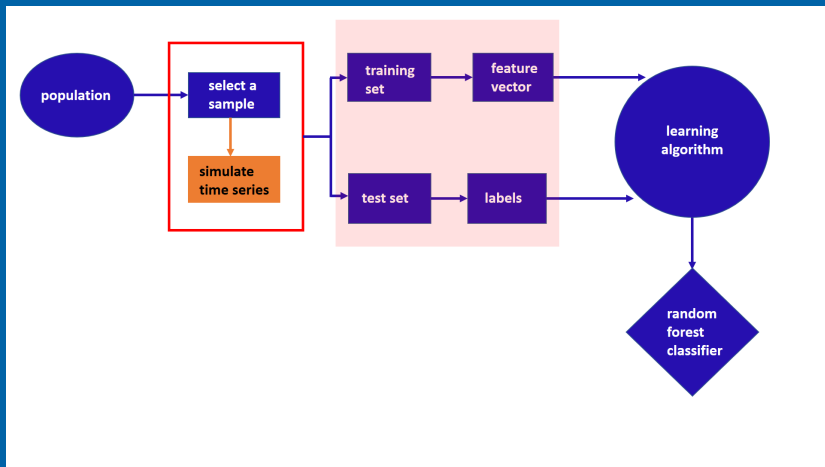 population
select a
sample
simulate
time series
training
set
feature
vector
test set
labels
learning
algorithm
random
forest
classifier